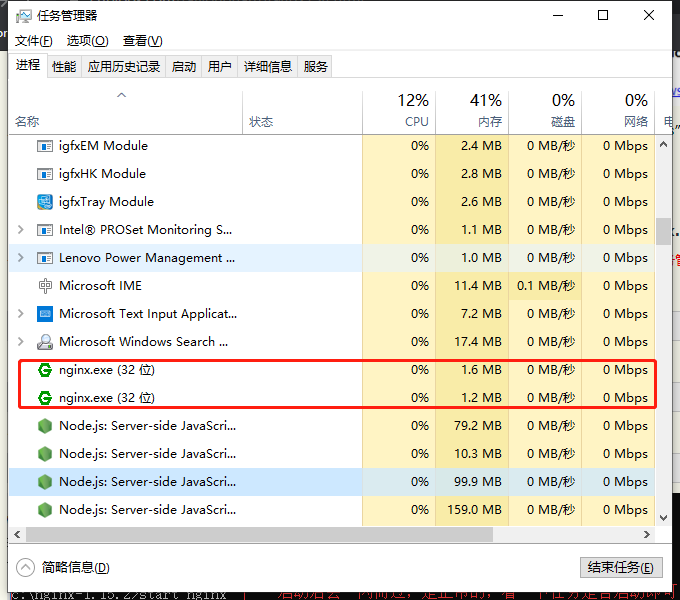 任务管理器
文件(F) 选项(O) 查看(V)
进程 性能 应用历史记录 启动 用户 详细信息 服务
12% 41% 0% 0%
名称 状态 CPU 内存 磁盘 网络 电
igfxEM Module 0% 2.4 MB 0 MB/秒 0 Mbps
igfxHK Module 0% 2.8 MB 0 MB/秒 0 Mbps
igfxTray Module 0% 2.6 MB 0 MB/秒 0 Mbps
Intel® PROSet Monitoring S... 0% 1.1 MB 0 MB/秒 0 Mbps
Lenovo Power Management ... 0% 1.0 MB 0 MB/秒 0 Mbps
Microsoft IME 0% 11.4 MB 0.1 MB/秒 0 Mbps
Microsoft Text Input Applicat... 0% 7.2 MB 0 MB/秒 0 Mbps
Microsoft Windows Search ... 0% 17.4 MB 0 MB/秒 0 Mbps
nginx.exe (32 位) 0% 1.6 MB 0 MB/秒 0 Mbps
nginx.exe (32 位) 0% 1.2 MB 0 MB/秒 0 Mbps
Node.js: Server-side JavaScri... 0% 79.2 MB 0 MB/秒 0 Mbps
Node.js: Server-side JavaScri... 0% 10.3 MB 0 MB/秒 0 Mbps
Node.js: Server-side JavaScri... 0% 99.9 MB 0 MB/秒 0 Mbps
Node.js: Server-side JavaScri... 0% 159.0 MB 0 MB/秒 0 Mbps
简略信息(D) 结束任务(E)